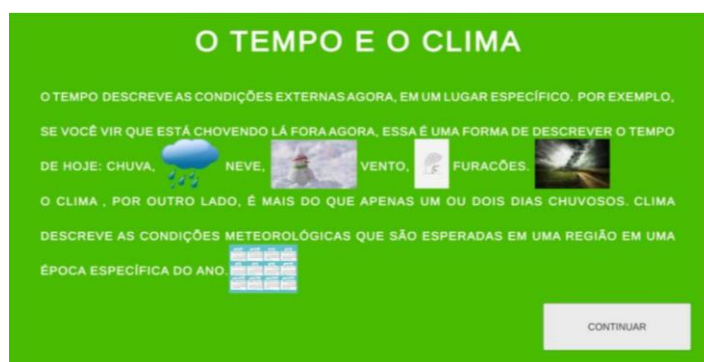 O TEMPO E O CLIMA
O TEMPO DESCREVE AS CONDIÇÕES EXTERNAS AGORA, EM UM LUGAR ESPECÍFICO. POR EXEMPLO,
SE VOCÊ VIR QUE ESTÁ CHOVENDO LÁ FORA AGORA, ESSA É UMA FORMA DE DESCREVER O TEMPO
DE HOJE: CHUVA, NEVE, VENTO, FURACÕES.
O CLIMA , POR OUTRO LADO, É MAIS DO QUE APENAS UM OU DOIS DIAS CHUVOSOS. CLIMA
DESCREVE AS CONDIÇÕES METEOROLÓGICAS QUE SÃO ESPERADAS EM UMA REGIÃO EM UMA
ÉPOCA ESPECÍFICA DO ANO.
CONTINUAR